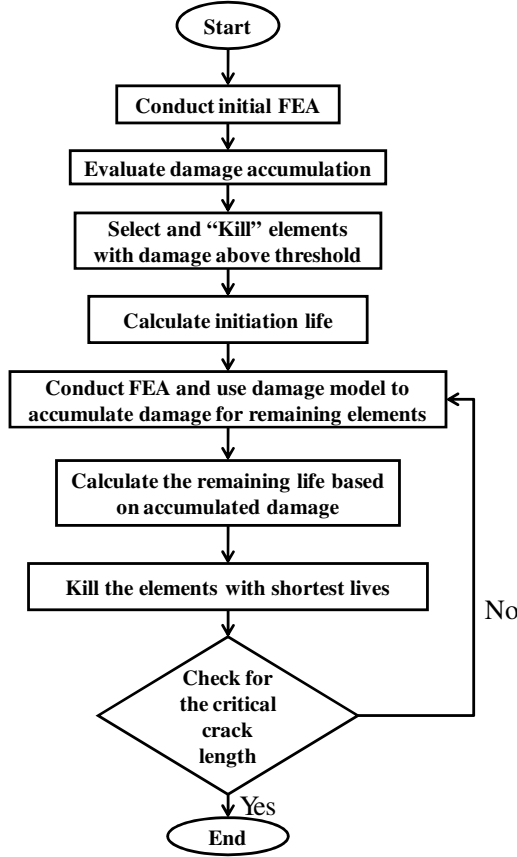 Start
Conduct initial FEA
Evaluate damage accumulation
Select and “Kill” elements
with damage above threshold
Calculate initiation life
Conduct FEA and use damage model to
accumulate damage for remaining elements
Calculate the remaining life based
on accumulated damage
Kill the elements with shortest lives
No
Check for
the critical
crack
length
Yes
End